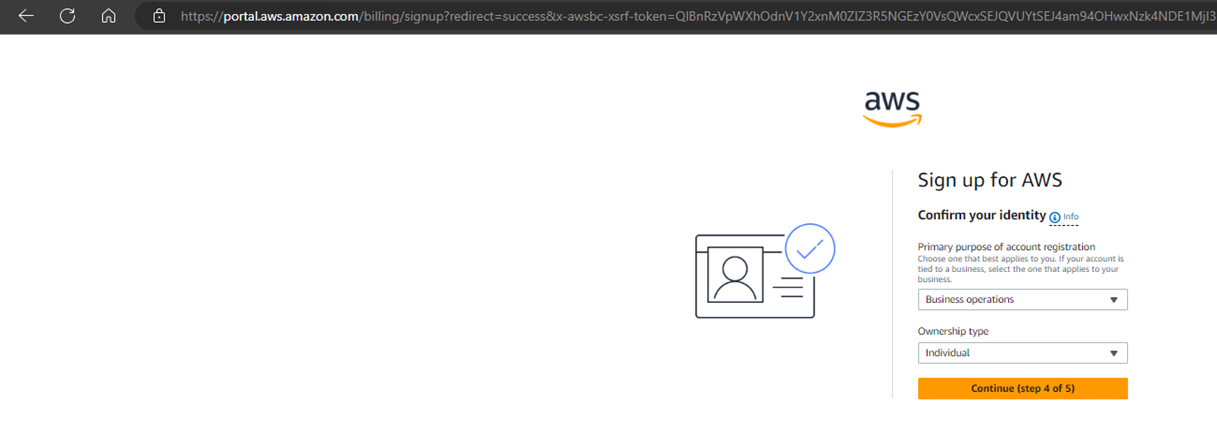 https://portal.aws.amazon.com/billing/signup?redirect=success&x-awsbc-xsrf-token=QIBnRzVpWXhOdnV1Y2xnM0ZIZ3R5NGEzY0VsQWcxSEJQVUYtSEJ4am94OHwxNzk4NDE1MjI3
aws
Sign up for AWS
Confirm your identity Info
Primary purpose of account registration
Choose one that best applies to you. If your account is
tied to a business, select the one that applies to your
business.
Business operations
Ownership type
Individual
Continue (step 4 of 5)